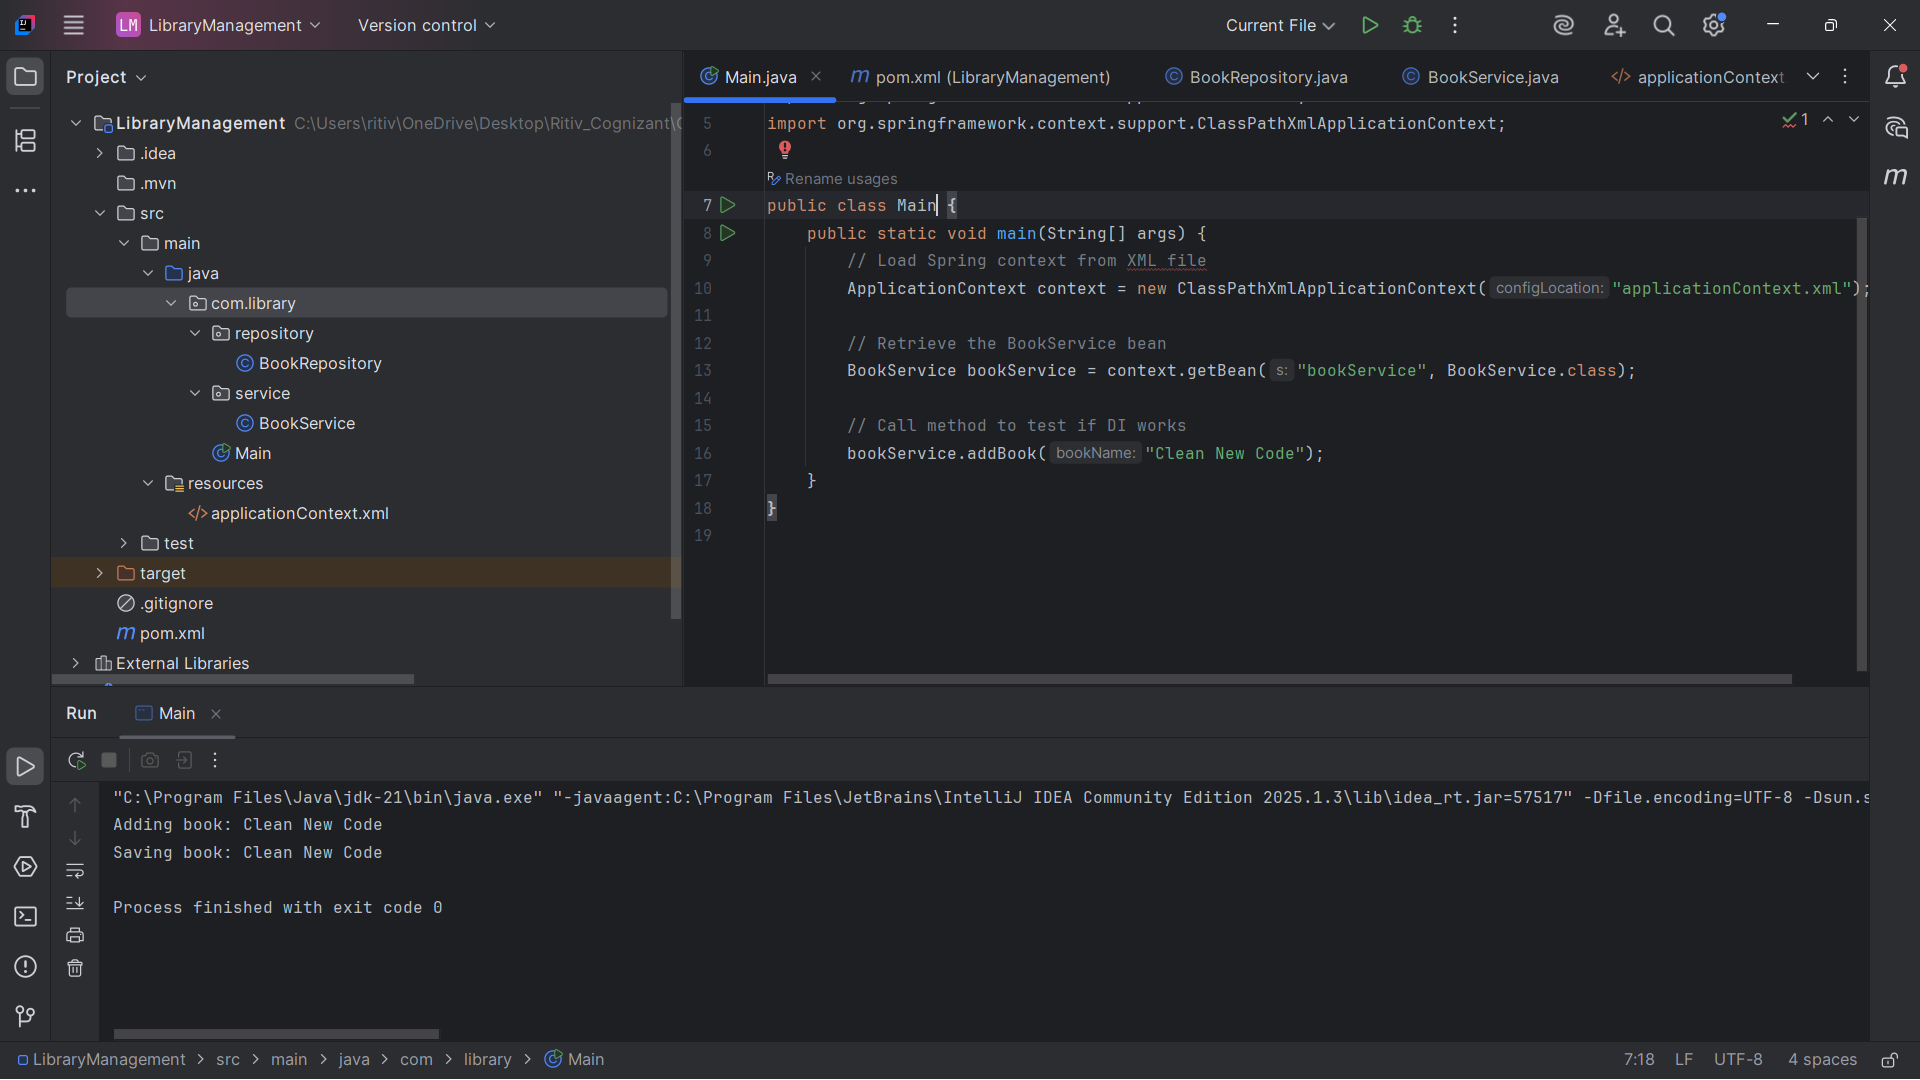 LM LibraryManagement
Version control
Current File
Project
LibraryManagement C:\Users\ritiv\OneDrive\Desktop\Ritiv_Cognizant\
.idea
.mvn
src
main
java
com.library
repository
BookRepository
service
BookService
Main
resources
applicationContext.xml
test
target
.gitignore
m pom.xml
External Libraries
Main.java
m pom.xml (LibraryManagement)
BookRepository.java
BookService.java
applicationContext
5 import org.springframework.context.support.ClassPathXmlApplicationContext;
1
6
Rename usages
7 public class Main {
8 public static void main(String[] args) {
9 // Load Spring context from XML file
10 ApplicationContext context = new ClassPathXmlApplicationContext( configLocation: "applicationContext.xml");
11
12 // Retrieve the BookService bean
13 BookService bookService = context.getBean( s: "bookService", BookService.class);
14
15 // Call method to test if DI works
16 bookService.addBook( bookName: "Clean New Code");
17 }
18 }
19
m
Run
Main
"C:\Program Files\Java\jdk-21\bin\java.exe" "-javaagent:C:\Program Files\JetBrains\IntelliJ IDEA Community Edition 2025.1.3\lib\idea_rt.jar=57517" -Dfile.encoding=UTF-8 -Dsun.s
Adding book: Clean New Code
Saving book: Clean New Code
Process finished with exit code 0
LibraryManagement > src > main > java > com > library > Main
7:18 LF UTF-8 4 spaces